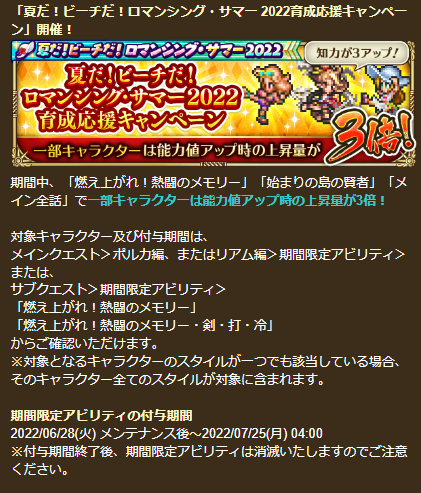 「夏だ！ビーチだ！ロマンシング・サマー 2022育成応援キャンペー
ン」開催！
夏だ！ビーチだ！ロマンシング・サマー2022
知力が3アップ！
夏だ！ビーチだ！
ロマンシング・サマー2022
育成応援キャンペーン
一部キャラクターは能力値アップ時の上昇量が
3倍！
期間中、「燃え上がれ！熱闘のメモリー」「始まりの島の賢者」「メ
イン全話」で一部キャラクターは能力値アップ時の上昇量が3倍！
対象キャラクター及び付与期間は、
メインクエスト＞ポルカ編、またはリアム編＞期間限定アビリティ＞
または、
サブクエスト＞期間限定アビリティ＞
「燃え上がれ！熱闘のメモリー」
「燃え上がれ！熱闘のメモリー・剣・打・冷」
からご確認いただけます。
※対象となるキャラクターのスタイルが一つでも該当している場合、
そのキャラクター全てのスタイルが対象に含まれます。
期間限定アビリティの付与期間
2022/06/28(火) メンテナンス後～2022/07/25(月) 04:00
※付与期間終了後、期間限定アビリティは消滅いたしますのでご注意
ください。